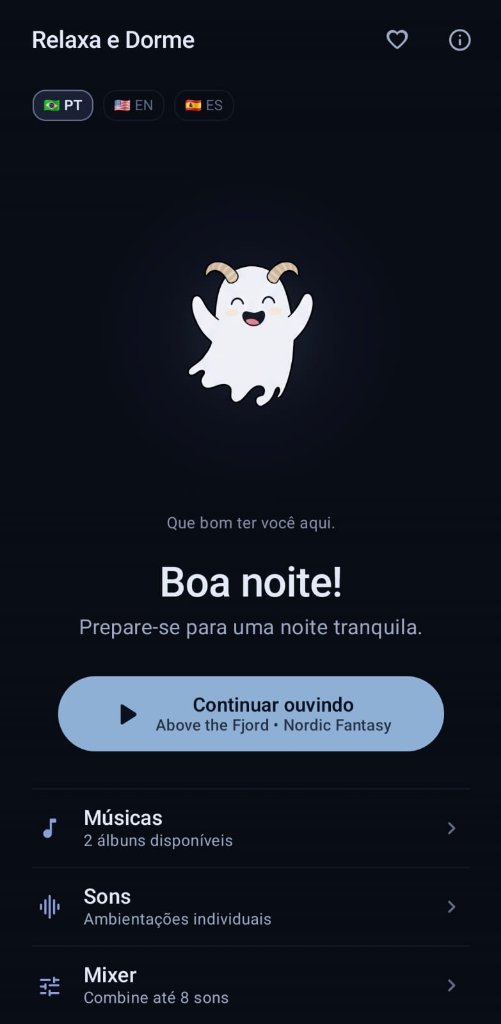 Relaxa e Dorme
🇧🇷 PT
🇺🇸 EN
🇪🇸 ES
Que bom ter você aqui.
Boa noite!
Prepare-se para uma noite tranquila.
Continuar ouvindo
Above the Fjord • Nordic Fantasy
Músicas
2 álbuns disponíveis
Sons
Ambientações individuais
Mixer
Combine até 8 sons